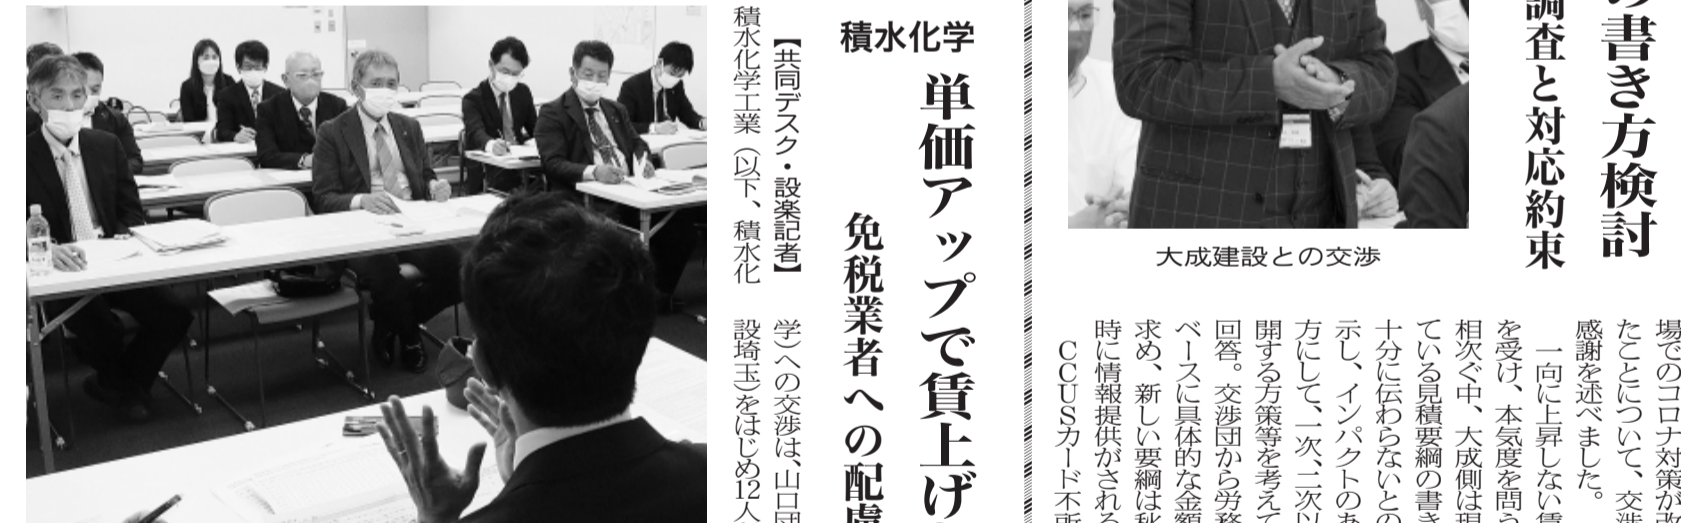 の書き方検討
調査と対応約束
大成建設との交渉
場でのコロナ対策が
たことについて、交渉
感謝を述べました。
一向に上昇しない賃
を受け、本気度を問う
相次ぐ中、大成側は現
ている見積要綱の書き
十分に伝わらないとの
示し、インパクトのあ
方にして、一次、二次以
開する方策等を考えて
回答。交渉団から労務
ベースに具体的な金額
求め、新しい要綱は秋
時に情報提供がされる
CCUSカード不所
積水化学
単価アップで賃上げ
免税業者への配慮
【共同デスク・設楽記者】
積水化学工業（以下、積水化
学）への交渉は、山口団
設埼玉）をはじめ12人